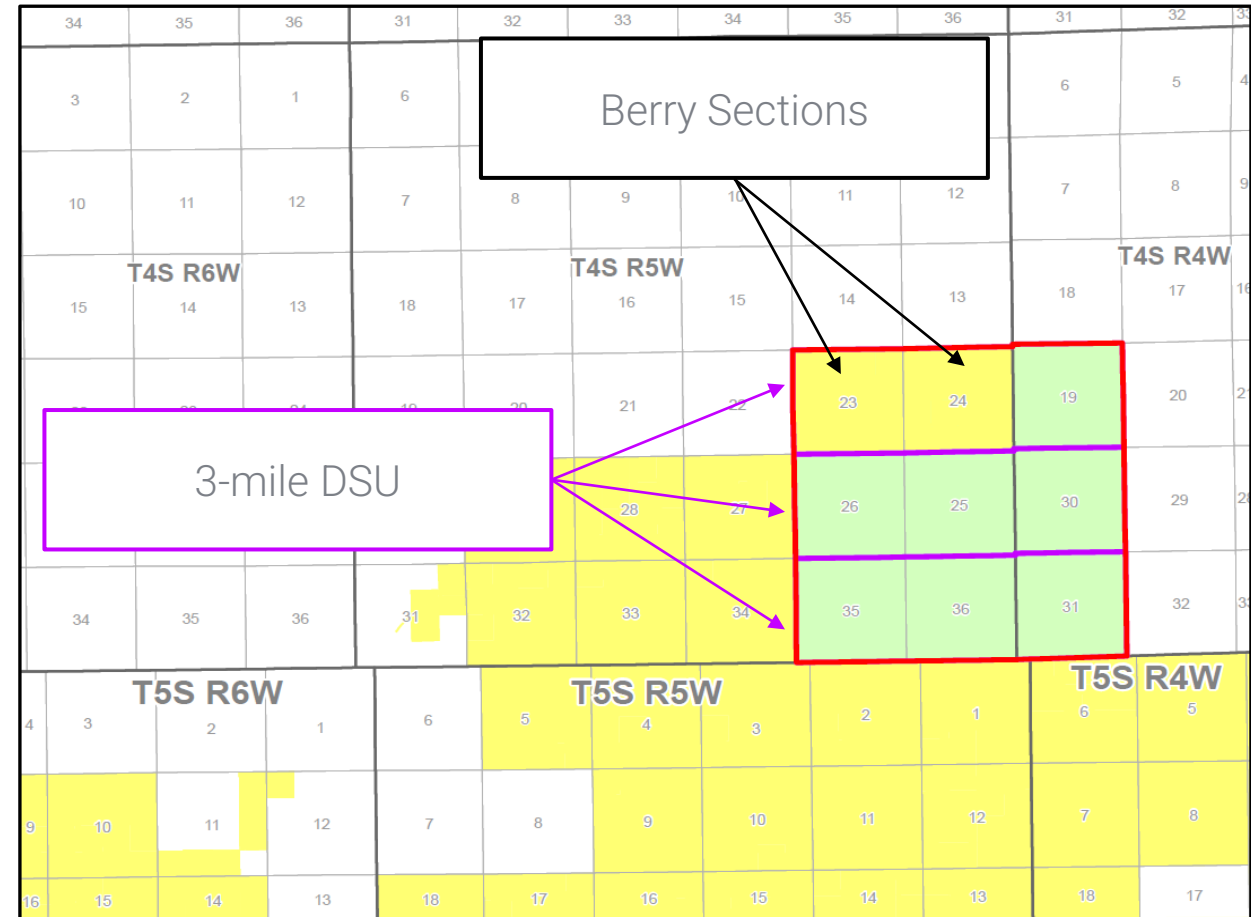 34 35 36 31 32 33 34 35 36 31 32
3 2 1 6 Berry Sections 6 5 4
10 11 12 7 8 9 10 11 12 7 8 9
T4S R6W T4S R5W T4S R4W
15 14 13 18 17 16 15 14 13 18 17 16
21 22 23 24 19 20 21
3-mile DSU 28 27 26 25 30 29 28
34 35 36 31 32 33 34 35 36 31 32
T5S R6W T5S R5W T5S R4W
4 3 2 1 6 5 4 3 2 1 6 5
9 10 11 12 7 8 9 10 11 12 7 8
16 15 14 13 18 17 16 15 14 13 18 17